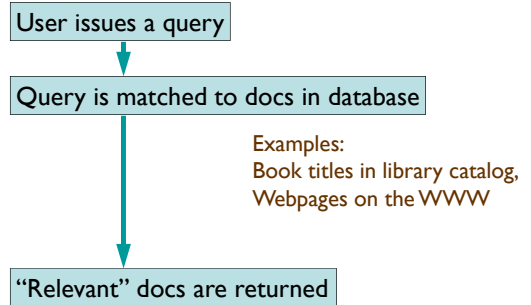 User issues a query
Query is matched to docs in database
Examples:
Book titles in library catalog,
Webpages on the WWW
“Relevant” docs are returned